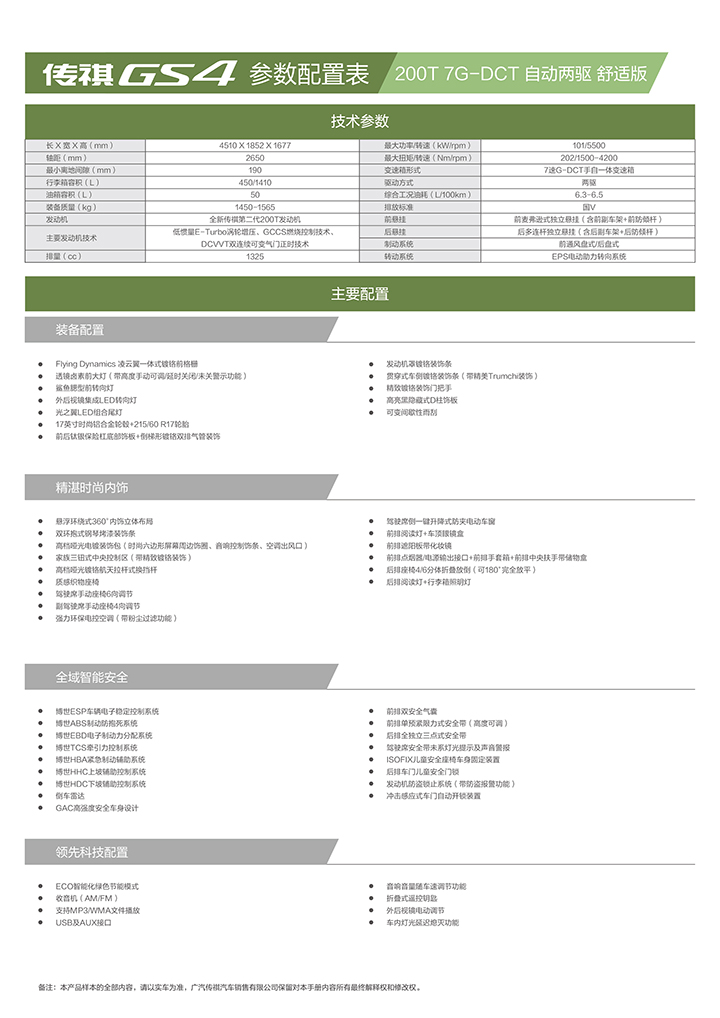 传祺 GS4 参数配置表 200T 7G-DCT 自动两驱 舒适版
技术参数
长 X 宽 X 高（mm） 4510 X 1852 X 1677 最大功率/转速（kW/rpm） 101/5500
轴距（mm） 2650 最大扭矩/转速（Nm/rpm） 202/1500-4200
最小离地间隙（mm） 190 变速箱形式 7速G-DCT手自一体变速箱
行李箱容积（L） 450/1410 驱动方式 两驱
油箱容积（L） 50 综合工况油耗（L/100km） 6.3-6.5
装备质量（kg） 1450-1565 排放标准 国V
发动机 全新传祺第二代200T发动机 前悬挂 前麦弗逊式独立悬挂（含前副车架+前防倾杆）
主要发动机技术 低惯量E-Turbo涡轮增压、GCCS燃烧控制技术、 后悬挂 后多连杆独立悬挂（含后副车架+后防倾杆）
DCVVT双连续可变气门正时技术 制动系统 前通风盘式/后盘式
排量（cc） 1325 转动系统 EPS电动助力转向系统
主要配置
装备配置
Flying Dynamics 凌云翼一体式镀铬前格栅
透镜卤素前大灯（带高度手动可调/延时关闭/未关警示功能）
鲨鱼腮型前转向灯
外后视镜集成LED转向灯
光之翼LED组合尾灯
17英寸时尚铝合金轮毂+215/60 R17轮胎
前后钛银保险杠底部饰板+倒梯形镀铬双排气管装饰
发动机罩镀铬装饰条
贯穿式车侧镀铬装饰条（带精美Trumchi装饰）
精致镀铬装饰门把手
高亮黑隐藏式D柱饰板
可变间歇性雨刮
精湛时尚内饰
悬浮环绕式360°内饰立体布局
双环抱式钢琴烤漆装饰条
高档哑光电镀装饰包（时尚六边形屏幕周边饰圈、音响控制饰条、空调出风口）
家族三钮式中央控制区（带精致镀铬装饰）
高档哑光镀铬航天拉杆式换挡杆
质感织物座椅
驾驶席手动座椅6向调节
副驾驶席手动座椅4向调节
强力环保电控空调（带粉尘过滤功能）
驾驶席侧一键升降式防夹电动车窗
前排阅读灯+车顶眼镜盒
前排遮阳板带化妆镜
前排点烟器/电源输出接口+前排手套箱+前排中央扶手带储物盒
后排座椅4/6分体折叠放倒（可180°完全放平）
后排阅读灯+行李箱照明灯
全域智能安全
博世ESP车辆电子稳定控制系统
博世ABS制动防抱死系统
博世EBD电子制动力分配系统
博世TCS牵引力控制系统
博世HBA紧急制动辅助系统
博世HHC上坡辅助控制系统
博世HDC下坡辅助控制系统
倒车雷达
GAC高强度安全车身设计
前排双安全气囊
前排单预紧限力式安全带（高度可调）
后排全独立三点式安全带
驾驶席安全带未系灯光提示及声音警报
ISOFIX儿童安全座椅车身固定装置
后排车门儿童安全门锁
发动机防盗锁止系统（带防盗报警功能）
冲击感应式车门自动开锁装置
领先科技配置
ECO智能化绿色节能模式
收音机（AM/FM）
支持MP3/WMA文件播放
USB及AUX接口
音响音量随车速调节功能
折叠式遥控钥匙
外后视镜电动调节
车内灯光延迟熄灭功能
备注：本产品样本的全部内容，请以实车为准，广汽传祺汽车销售有限公司保留对本手册内容所有最终解释权和修改权。